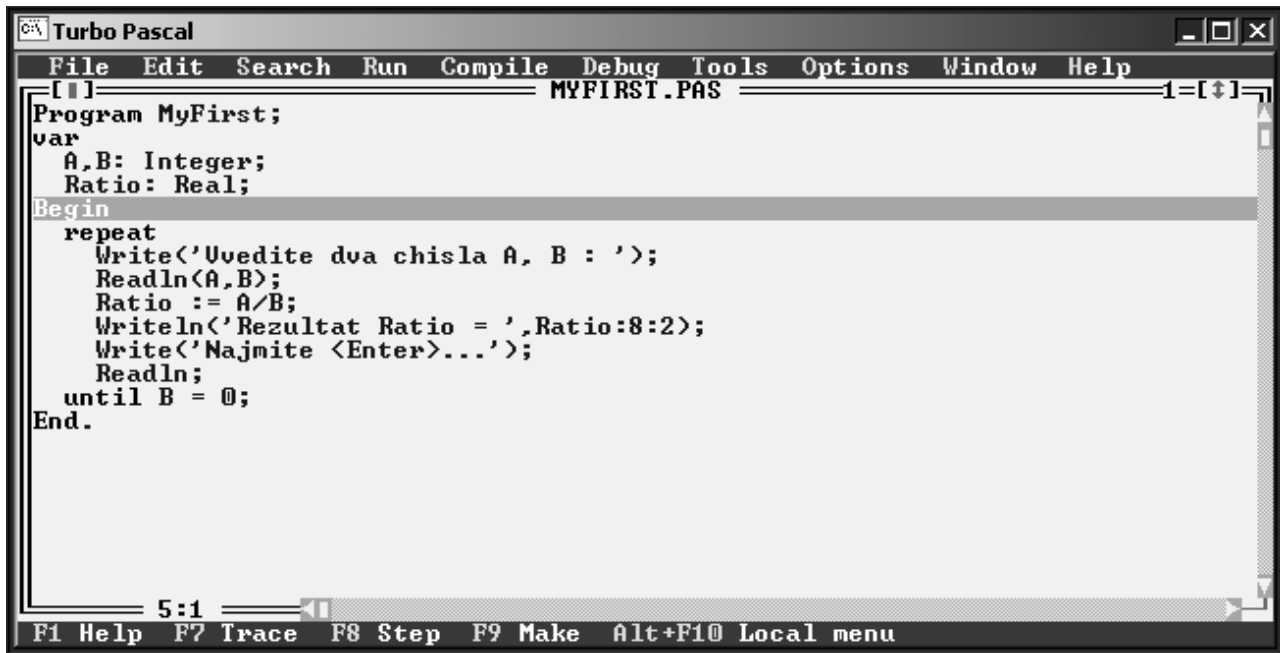 Turbo Pascal
File Edit Search Run Compile Debug Tools Options Window Help
MYFIRST.PAS 1=[↕]
Program MyFirst;
var
  A,B: Integer;
  Ratio: Real;
Begin
  repeat
    Write('Vvedite dva chisla A, B : ');
    Readln(A,B);
    Ratio := A/B;
    Writeln('Rezultat Ratio = ',Ratio:8:2);
    Write('Najmite <Enter>...');
    Readln;
  until B = 0;
End.
5:1
F1 Help F7 Trace F8 Step F9 Make Alt+F10 Local menu